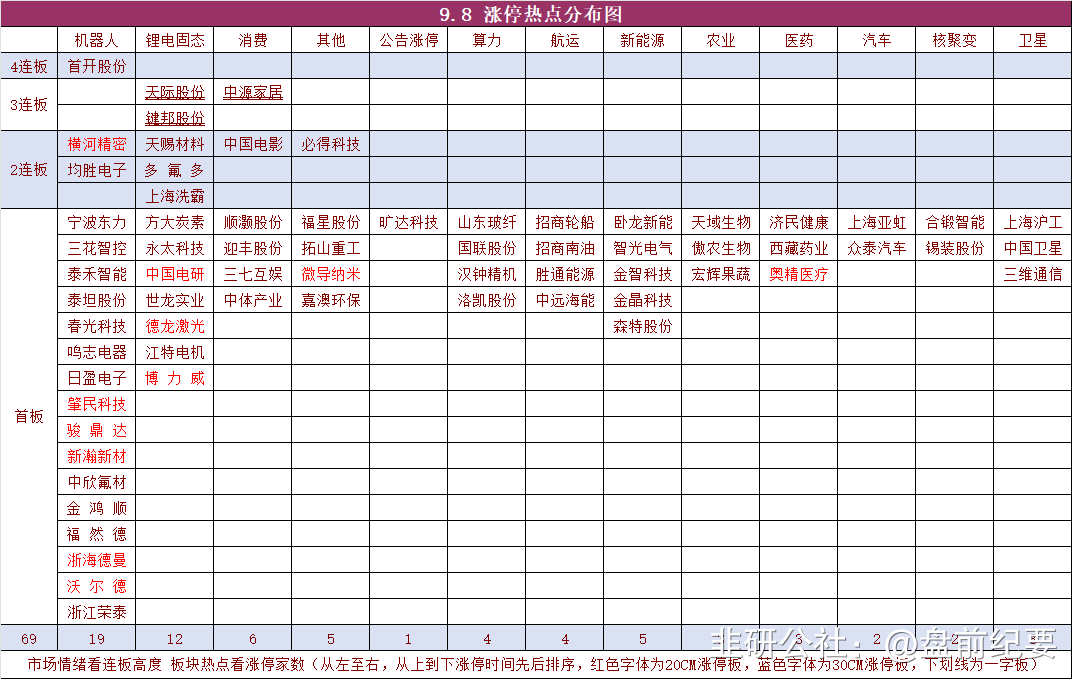 9.8 涨停热点分布图
机器人 锂电固态 消费 其他 公告涨停 算力 航运 新能源 农业 医药 汽车 核聚变 卫星
4连板 首开股份
天际股份 中源家居
3连板
键邦股份
横河精密 天赐材料 中国电影 必得科技
2连板 均胜电子 多氟多
上海洗霸
宁波东力 方大炭素 顺灏股份 福星股份 旷达科技 山东玻纤 招商轮船 卧龙新能 天域生物 济民健康 上海亚虹 合锻智能 上海沪工
三花智控 永太科技 迎丰股份 拓山重工 国联股份 招商南油 智光电气 傲农生物 西藏药业 众泰汽车 锡装股份 中国卫星
泰禾智能 中国电研 三七互娱 微导纳米 汉钟精机 胜通能源 金智科技 宏辉果蔬 奥精医疗 三维通信
泰坦股份 世龙实业 中体产业 嘉澳环保 洛凯股份 中远海能 金晶科技
春光科技 德龙激光 森特股份
鸣志电器 江特电机
日盈电子 博力威
肇民科技
首板
骏鼎达
新瀚新材
中欣氟材
金鸿顺
福然德
浙海德曼
沃尔德
浙江荣泰
69 19 12 6 5 1 4 4 5 3 3 2 2 3
市场情绪看连板高度 板块热点看涨停家数（从左至右，从上到下涨停时间先后排序，红色字体为20CM涨停板，蓝色字体为30CM涨停板，下划线为一字板）
韭研公社：@盘前纪要